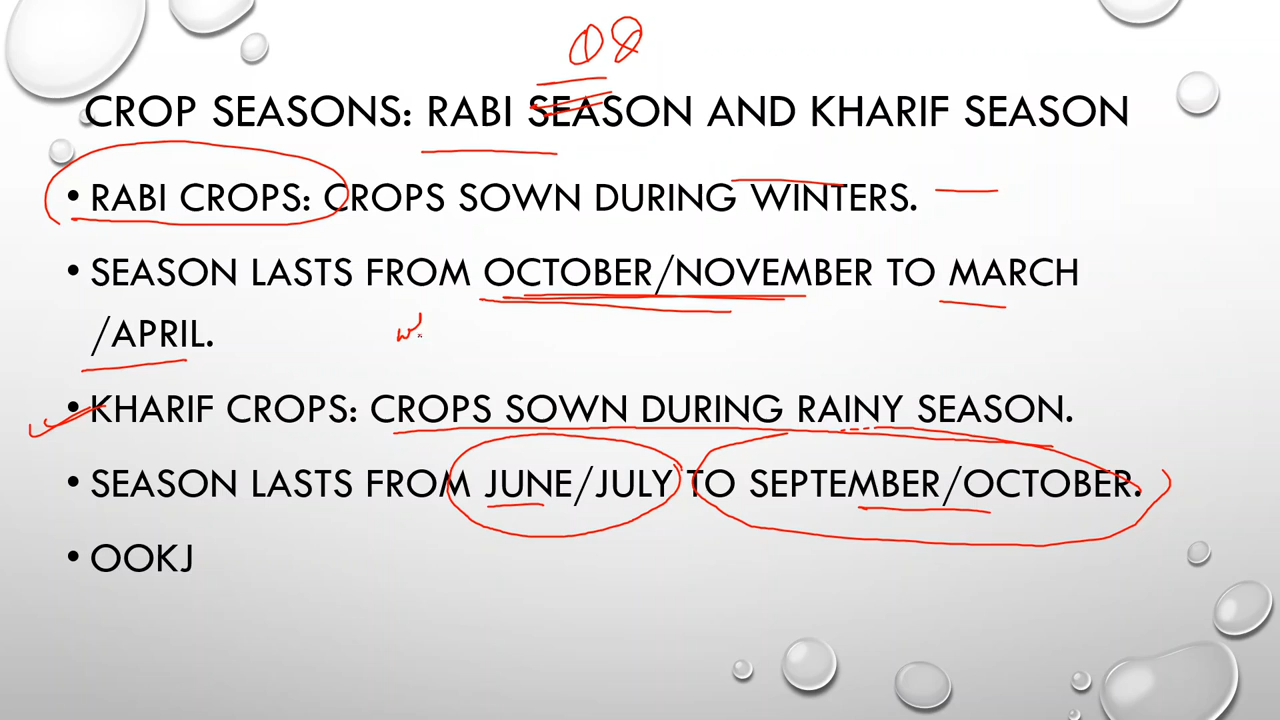 CROP SEASONS: RABI SEASON AND KHARIF SEASON
• RABI CROPS: CROPS SOWN DURING WINTERS.
• SEASON LASTS FROM OCTOBER/NOVEMBER TO MARCH
/APRIL.
• KHARIF CROPS: CROPS SOWN DURING RAINY SEASON.
• SEASON LASTS FROM JUNE/JULY TO SEPTEMBER/OCTOBER.
• OOKJ